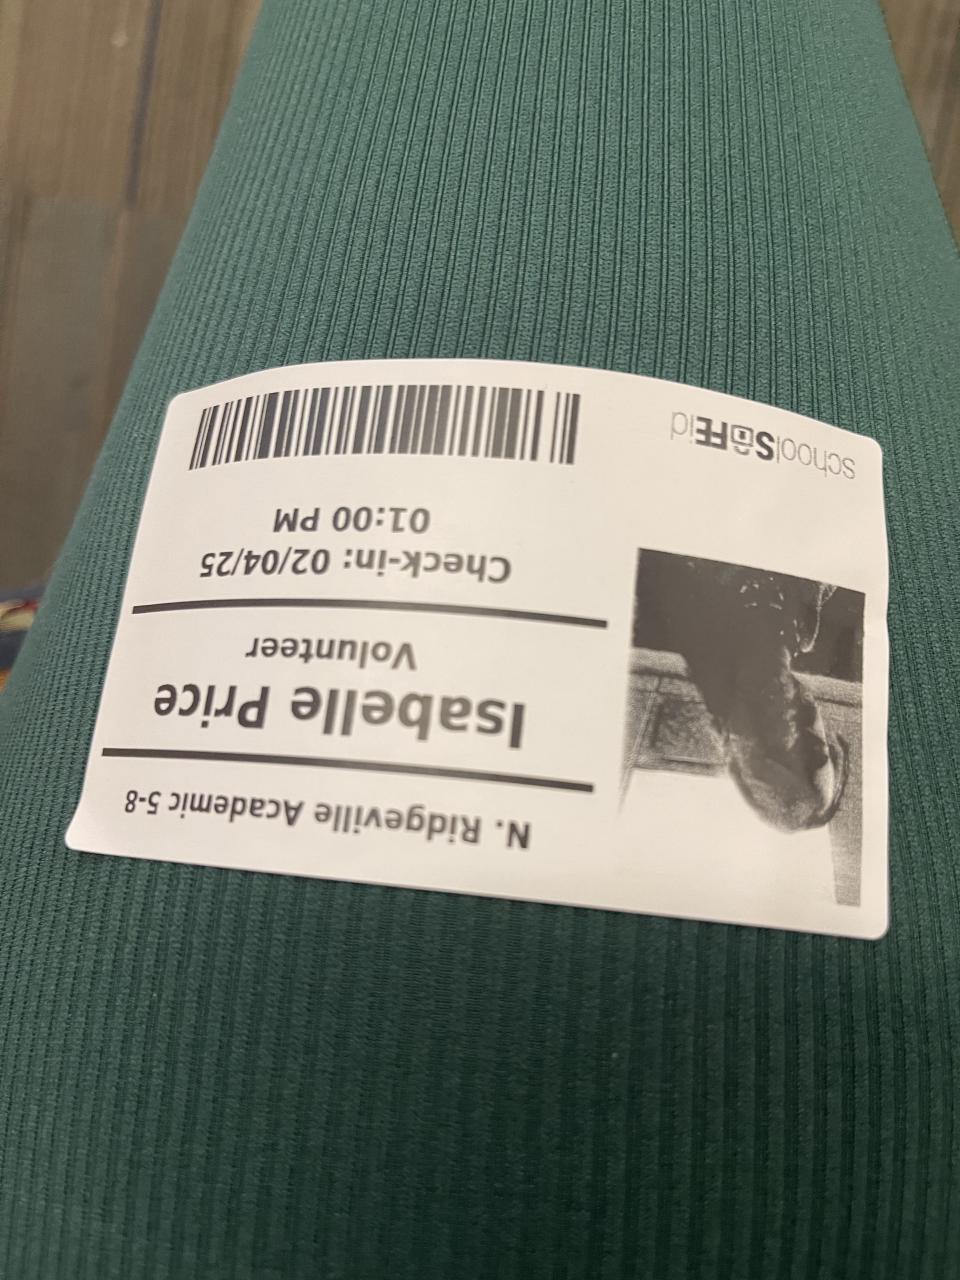 N. Ridgeville Academic 5-8
Isabelle Price
Volunteer
Check-in: 02/04/25
01:00 PM
schoolSAFEid